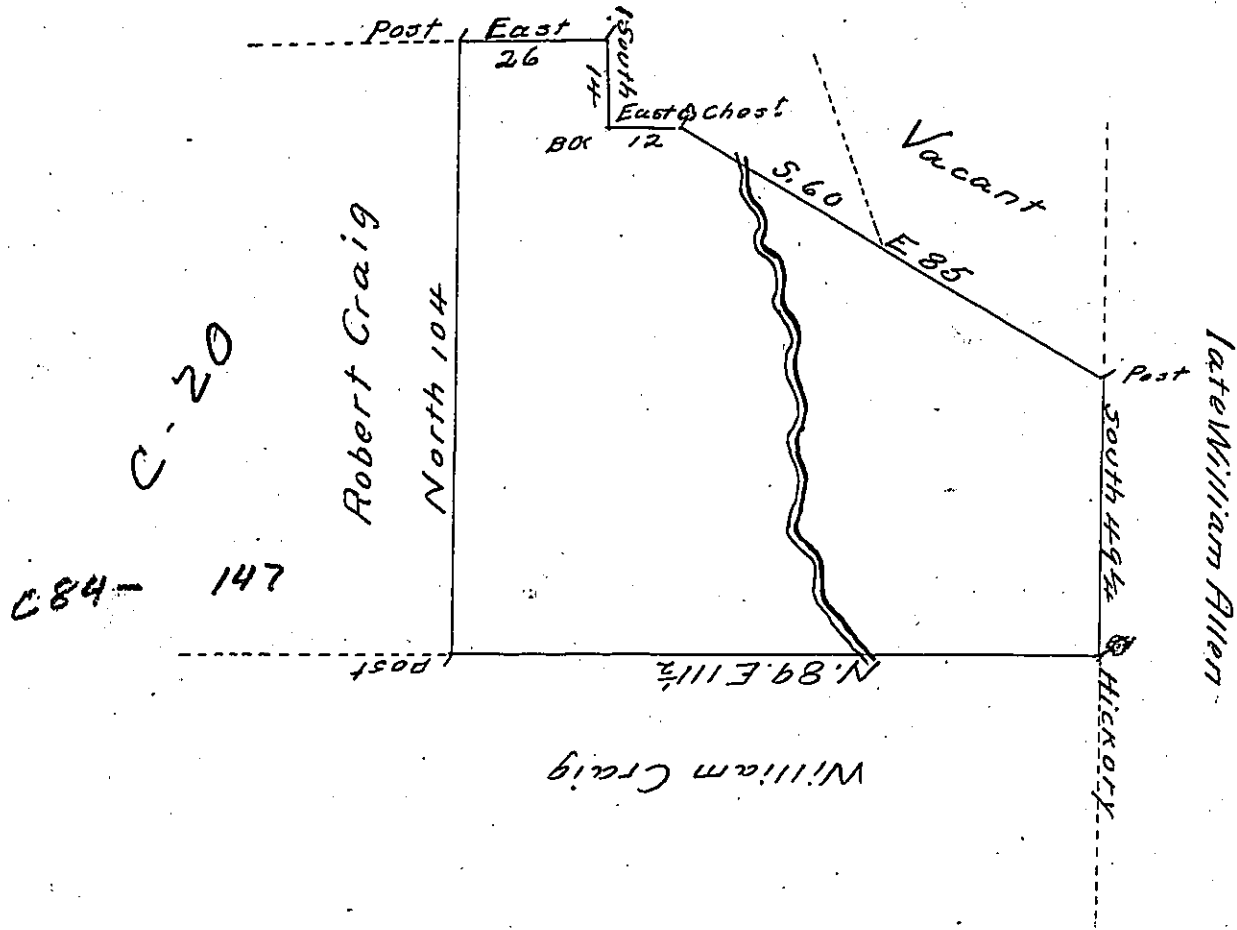 Post East
26
South
14
East Chest
BO 12
Vacant
S. 60 E 85
Post
South 49¼
late William Allen
Hickory
Robert Craig
North 104
C-20
C84- 147
Post
N. 89 E 111½
William Craig